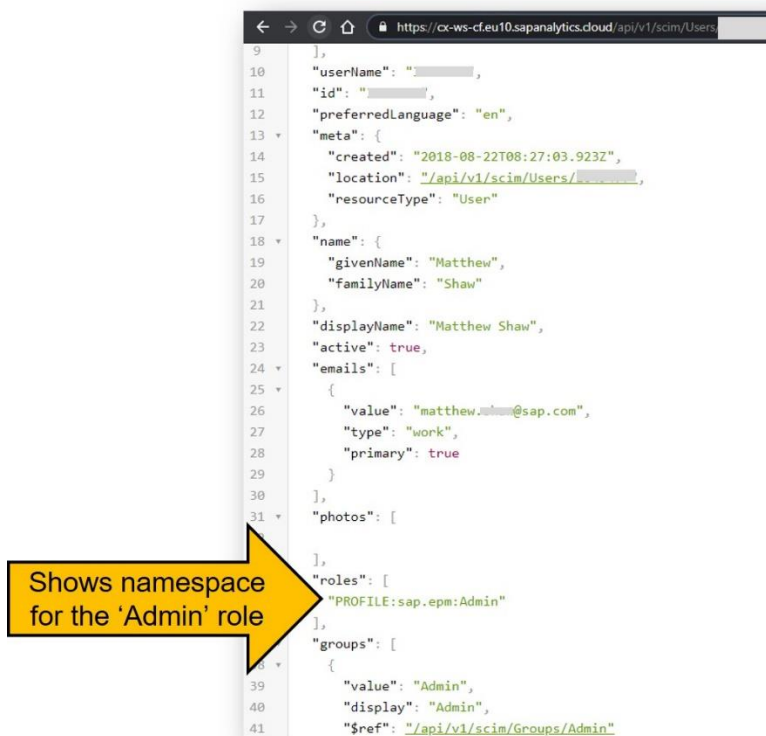 https://cx-ws-cf.eu10.sapanalytics.cloud/api/v1/scim/Users/
9 ],
10 "userName": " ,
11 "id": " ",
12 "preferredLanguage": "en",
13 "meta": {
14 "created": "2018-08-22T08:27:03.923Z",
15 "location": "/api/v1/scim/Users/ ",
16 "resourceType": "User"
17 },
18 "name": {
19 "givenName": "Matthew",
20 "familyName": "Shaw"
21 },
22 "displayName": "Matthew Shaw",
23 "active": true,
24 "emails": [
25 {
26 "value": "matthew. @sap.com",
27 "type": "work",
28 "primary": true
29 }
30 ],
31 "photos": [
],
Shows namespace
for the ‘Admin’ role
"roles": [
"PROFILE:sap.epm:Admin"
],
"groups": [
{
39 "value": "Admin",
40 "display": "Admin",
41 "$ref": "/api/v1/scim/Groups/Admin"